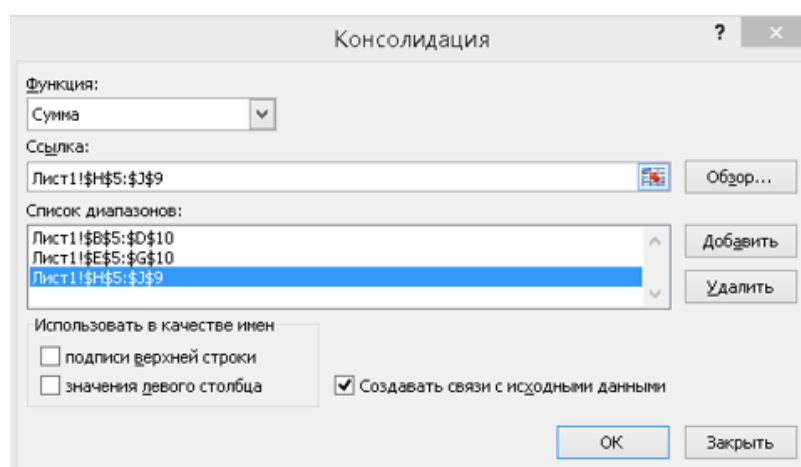 Консолидация ? ×
Функция:
Сумма
Ссылка:
Лист1!$H$5:$J$9
Обзор...
Список диапазонов:
Лист1!$B$5:$D$10
Лист1!$E$5:$G$10
Лист1!$H$5:$J$9
Добавить
Удалить
Использовать в качестве имен
подписи верхней строки
значения левого столбца
Создавать связи с исходными данными
ОК
Закрыть